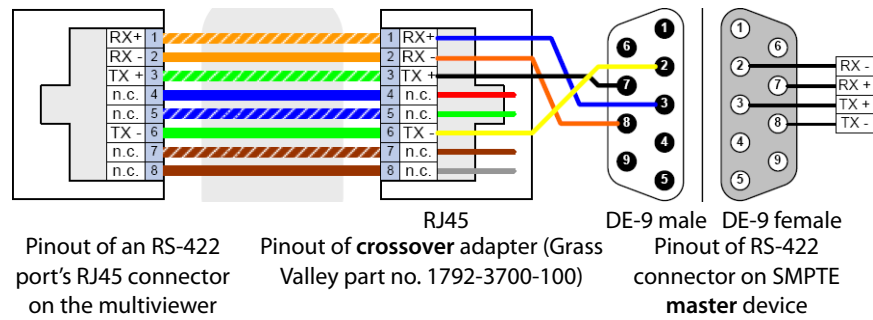 RX+ 1
RX - 2
TX + 3
n.c. 4
n.c. 5
TX - 6
n.c. 7
n.c. 8
1 RX+
2 RX -
3 TX +
4 n.c.
5 n.c.
6 TX -
7 n.c.
8 n.c.
1
6
2
7
3
8
4
9
5
1
6
2
7
3
8
4
9
5
RX -
RX +
TX +
TX -
RJ45
DE-9 male
DE-9 female
Pinout of an RS-422
port's RJ45 connector
on the multiviewer
Pinout of crossover adapter (Grass
Valley part no. 1792-3700-100)
Pinout of RS-422
connector on SMPTE
master device